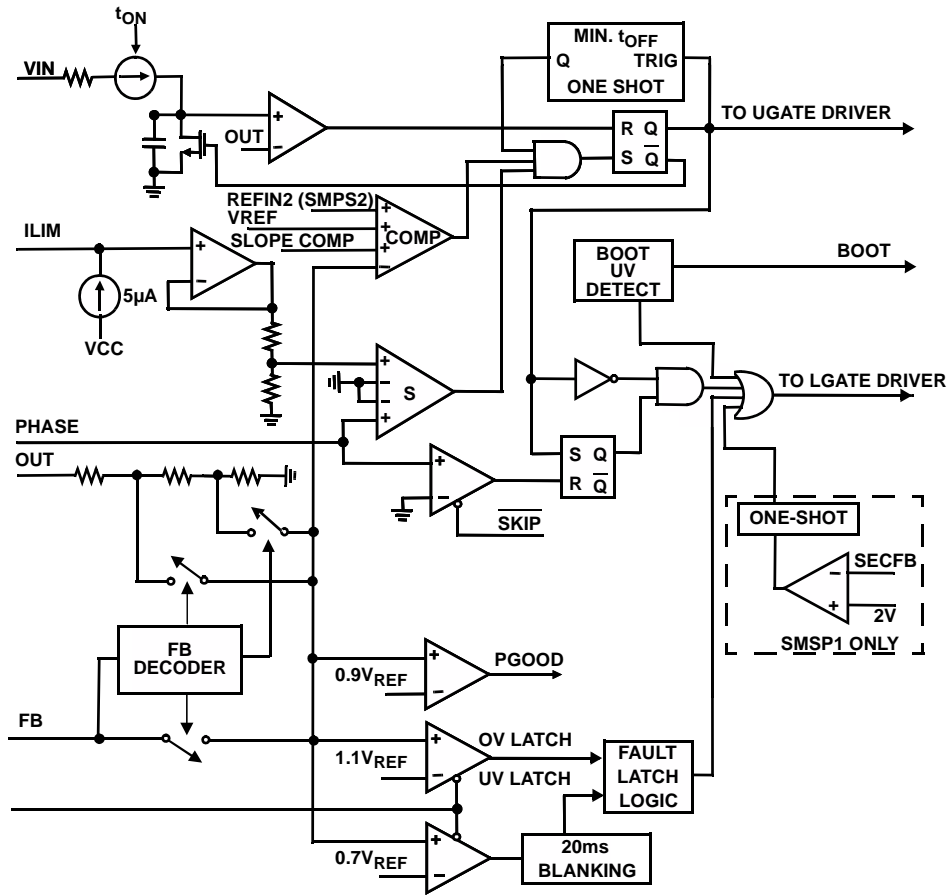 tON
VIN
MIN. tOFF
Q TRIG
ONE SHOT
+
OUT
−
R Q
S Q̅
TO UGATE DRIVER
REFIN2 (SMPS2)
VREF
SLOPE COMP
+
+
+
−
COMP
ILIM
+
−
5µA
VCC
BOOT
UV
DETECT
BOOT
+
−
−
+
S
TO LGATE DRIVER
PHASE
OUT
+
−
S̅K̅I̅P̅
S Q
R Q̅
ONE-SHOT
−
SECFB
+
2V
SMSP1 ONLY
FB
DECODER
FB
+
0.9VREF
−
PGOOD
+
1.1VREF
−
OV LATCH
UV LATCH
FAULT
LATCH
LOGIC
+
0.7VREF
−
20ms
BLANKING